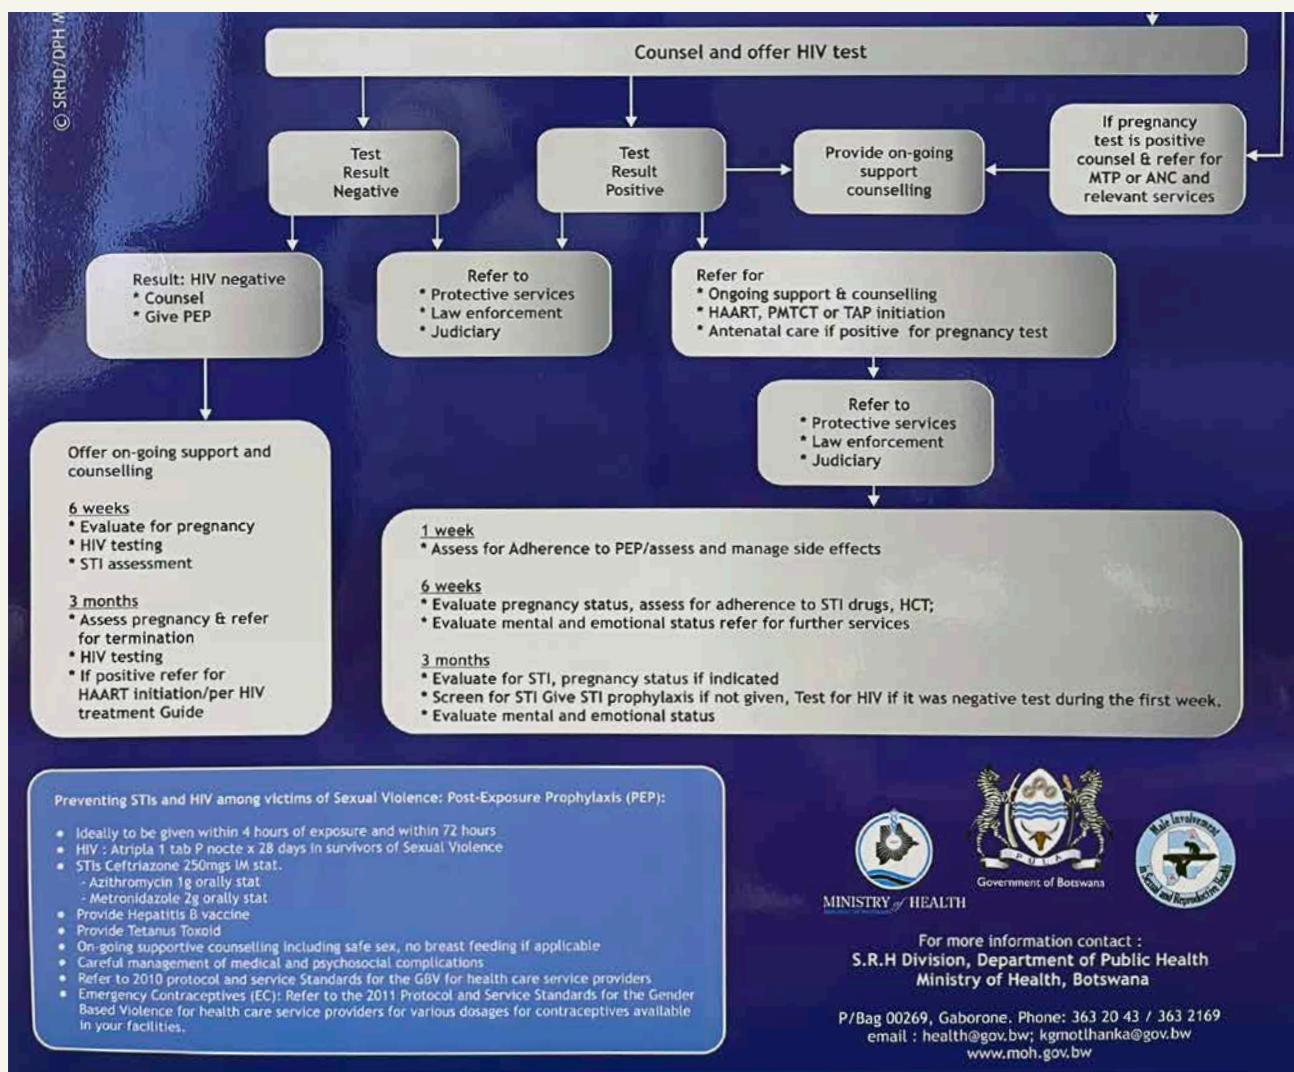 © SRHD/DPH M
Counsel and offer HIV test
Test
Result
Negative
Test
Result
Positive
Provide on-going
support
counselling
If pregnancy
test is positive
counsel & refer for
MTP or ANC and
relevant services
Result: HIV negative
* Counsel
* Give PEP
Refer to
* Protective services
* Law enforcement
* Judiciary
Refer for
* Ongoing support & counselling
* HAART, PMTCT or TAP initiation
* Antenatal care if positive for pregnancy test
Refer to
* Protective services
* Law enforcement
* Judiciary
Offer on-going support and
counselling
6 weeks
* Evaluate for pregnancy
* HIV testing
* STI assessment
3 months
* Assess pregnancy & refer
for termination
* HIV testing
* If positive refer for
HAART initiation/per HIV
treatment Guide
1 week
* Assess for Adherence to PEP/assess and manage side effects
6 weeks
* Evaluate pregnancy status, assess for adherence to STI drugs, HCT;
* Evaluate mental and emotional status refer for further services
3 months
* Evaluate for STI, pregnancy status if indicated
* Screen for STI Give STI prophylaxis if not given, Test for HIV if it was negative test during the first week.
* Evaluate mental and emotional status
Preventing STIs and HIV among victims of Sexual Violence: Post-Exposure Prophylaxis (PEP):
• Ideally to be given within 4 hours of exposure and within 72 hours
• HIV : Atripla 1 tab P nocte x 28 days in survivors of Sexual Violence
• STIs Ceftriazone 250mgs IM stat.
- Azithromycin 1g orally stat
- Metronidazole 2g orally stat
• Provide Hepatitis B vaccine
• Provide Tetanus Toxoid
• On-going supportive counselling including safe sex, no breast feeding if applicable
• Careful management of medical and psychosocial complications
• Refer to 2010 protocol and service Standards for the GBV for health care service providers
• Emergency Contraceptives (EC): Refer to the 2011 Protocol and Service Standards for the Gender
Based Violence for health care service providers for various dosages for contraceptives available
in your facilities.
MINISTRY of HEALTH
PULA
Government of Botswana
Male Involvement
in Sexual and Reproductive Health
For more information contact :
S.R.H Division, Department of Public Health
Ministry of Health, Botswana
P/Bag 00269, Gaborone. Phone: 363 20 43 / 363 2169
email : health@gov.bw; kgmotlhanka@gov.bw
www.moh.gov.bw